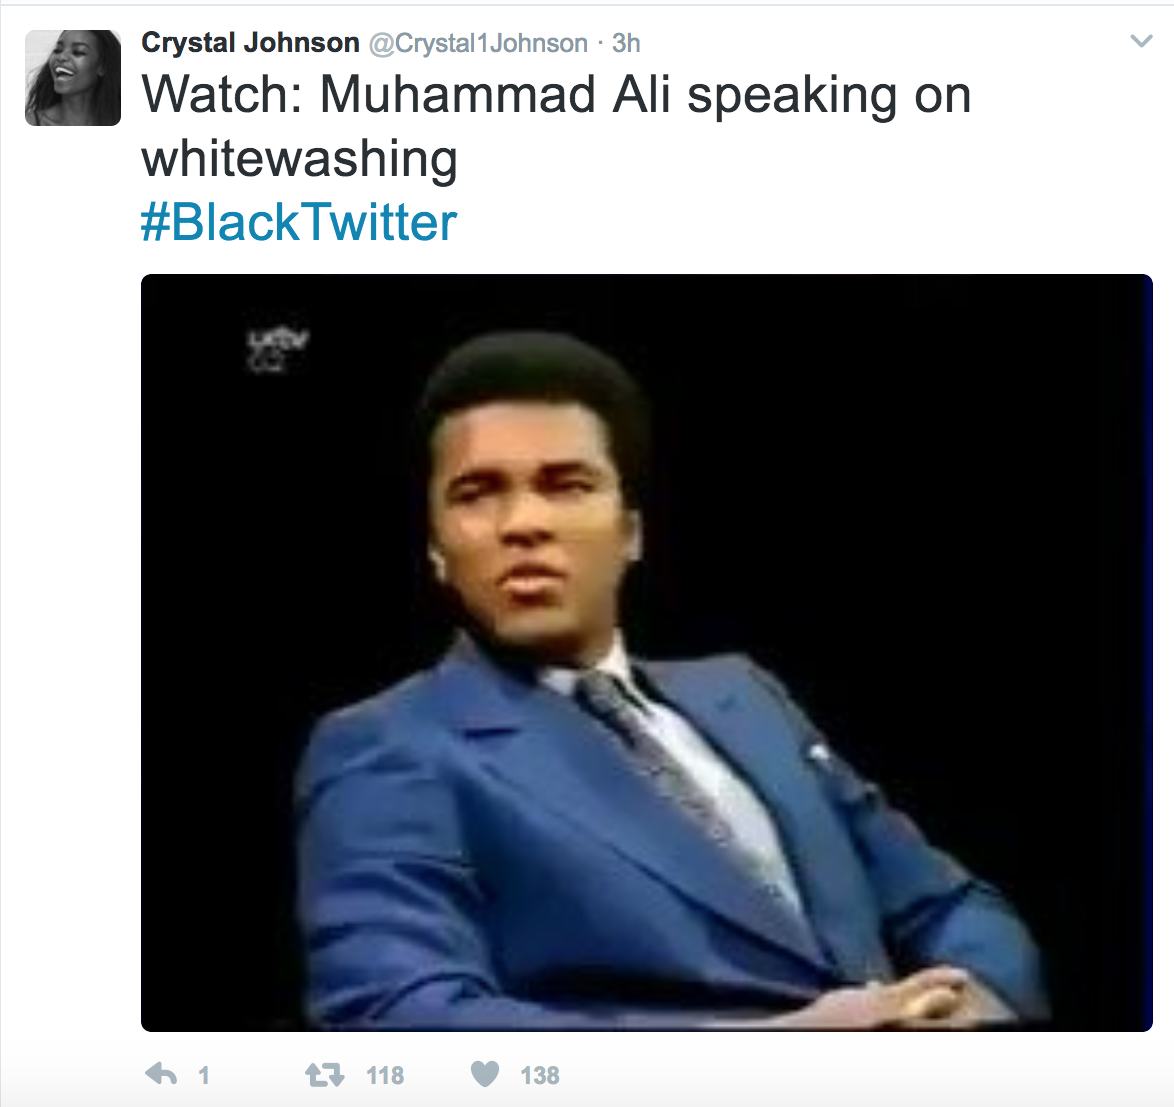 Crystal Johnson @Crystal1Johnson · 3h
Watch: Muhammad Ali speaking on
whitewashing
#BlackTwitter
1 118 138